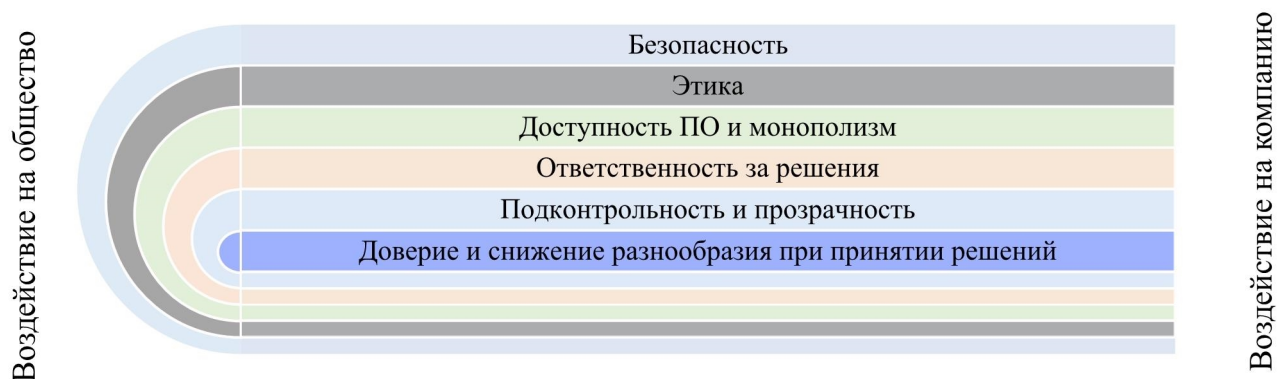 Воздействие на общество
Безопасность
Этика
Доступность ПО и монополизм
Ответственность за решения
Подконтрольность и прозрачность
Доверие и снижение разнообразия при принятии решений
Воздействие на компанию